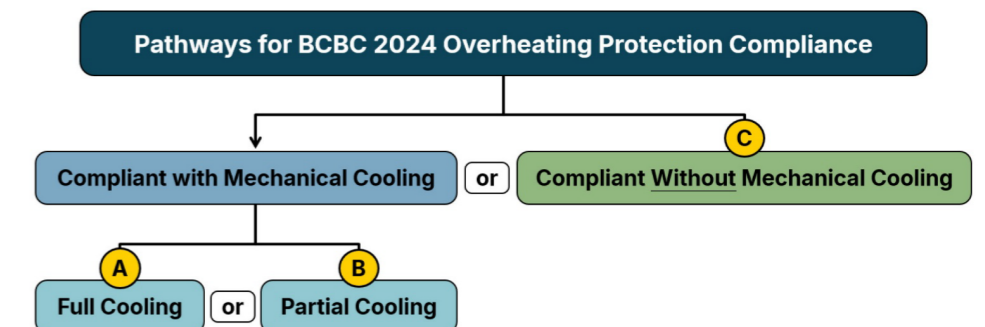 Pathways for BCBC 2024 Overheating Protection Compliance
C
Compliant with Mechanical Cooling
or
Compliant Without Mechanical Cooling
A
B
Full Cooling
or
Partial Cooling